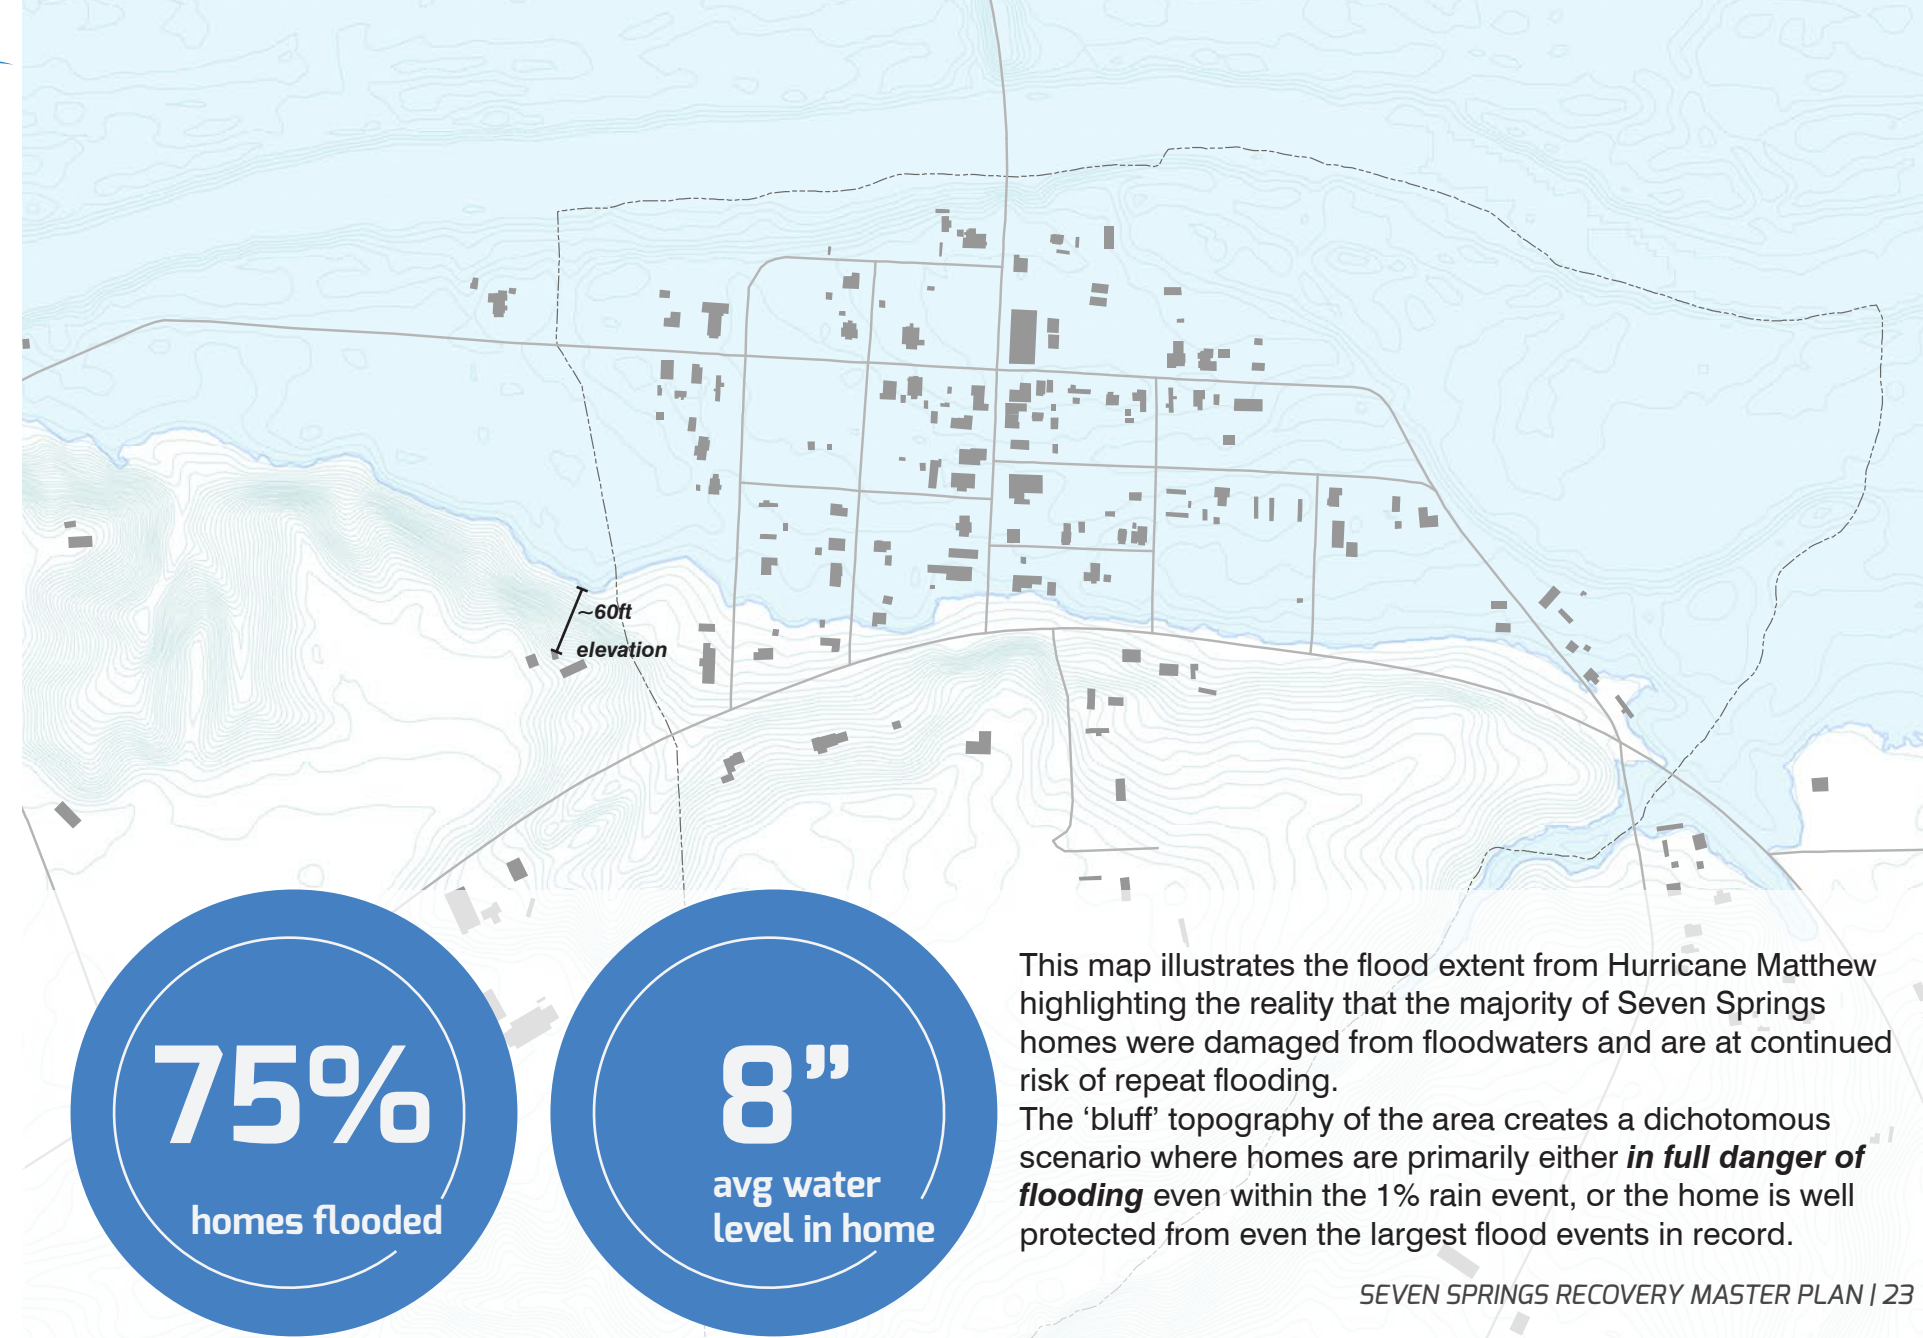 ~60ft
elevation
75%
homes flooded
8”
avg water
level in home
This map illustrates the flood extent from Hurricane Matthew
highlighting the reality that the majority of Seven Springs
homes were damaged from floodwaters and are at continued
risk of repeat flooding.
The ‘bluff’ topography of the area creates a dichotomous
scenario where homes are primarily either in full danger of
flooding even within the 1% rain event, or the home is well
protected from even the largest flood events in record.
SEVEN SPRINGS RECOVERY MASTER PLAN | 23